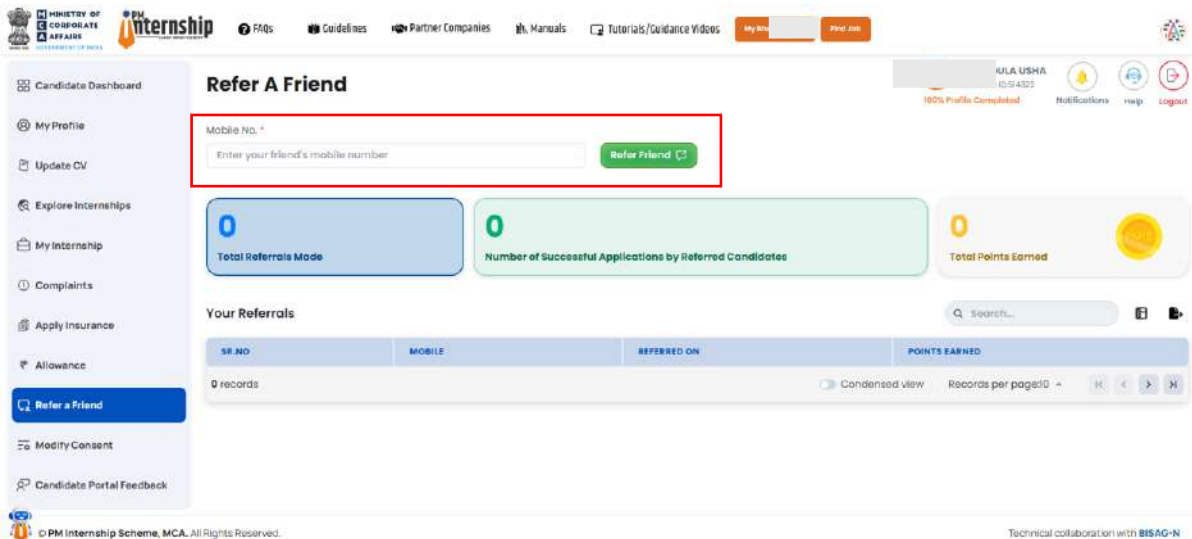 MINISTRY OF
CORPORATE
AFFAIRS
GOVERNMENT OF INDIA
PM
internship
FAQs
Guidelines
Partner Companies
Manuals
Tutorials/Guidance Videos
Find Job
Candidate Dashboard
My Profile
Update CV
Explore Internships
My Internship
Complaints
Apply Insurance
Allowance
Refer a Friend
Modify Consent
Candidate Portal Feedback
Refer A Friend
ULA USHA
100% Profile Completed
Notifications
Help
Logout
Mobile No. *
Enter your friend's mobile number
Refer Friend
0
Total Referrals Made
0
Number of Successful Applications by Referred Candidates
0
Total Points Earned
Your Referrals
Search...
SR.NO MOBILE REFERRED ON POINTS EARNED
0 records Condensed view Records per page:10
© PM Internship Scheme, MCA. All Rights Reserved.
Technical collaboration with BISAG-N